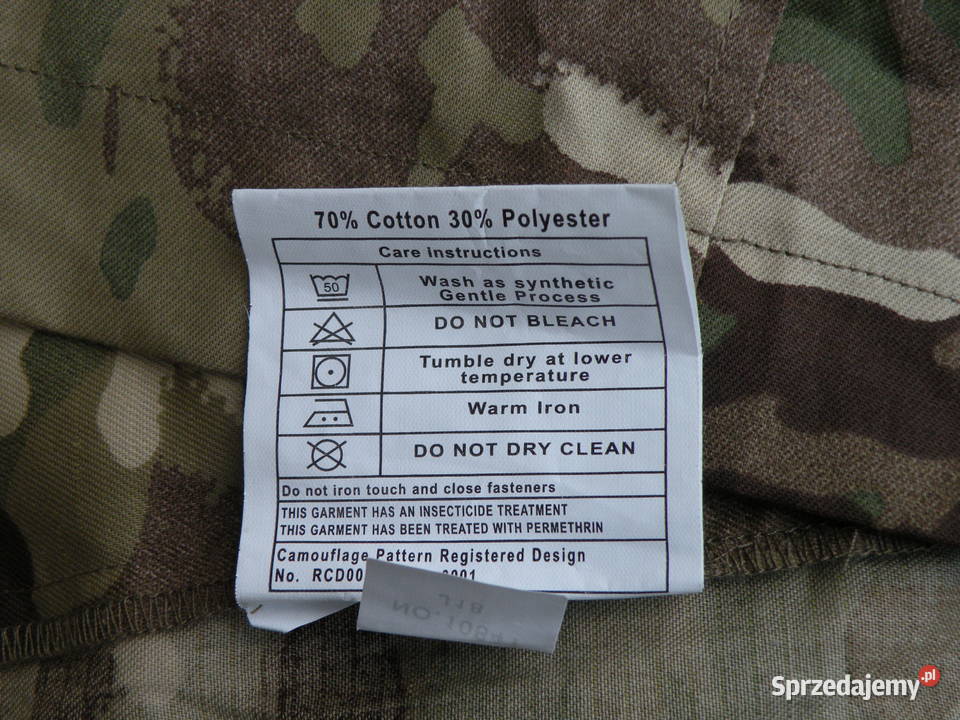 70% Cotton 30% Polyester
Care instructions
50
Wash as synthetic
Gentle Process
DO NOT BLEACH
Tumble dry at lower
temperature
Warm Iron
DO NOT DRY CLEAN
Do not iron touch and close fasteners
THIS GARMENT HAS AN INSECTICIDE TREATMENT
THIS GARMENT HAS BEEN TREATED WITH PERMETHRIN
Camouflage Pattern Registered Design
No.
Sprzedajemy.pl